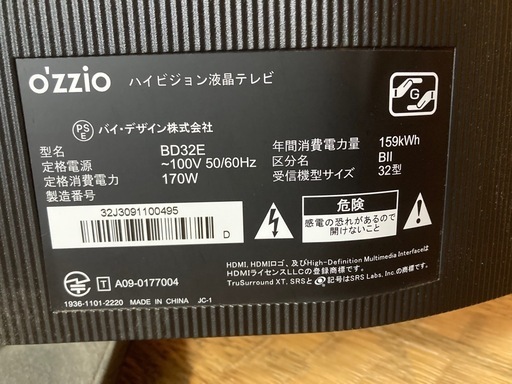 o'zzio ハイビジョン液晶テレビ
G
PSE バイ・デザイン株式会社
型名 BD32E
定格電源 ~100V 50/60Hz
定格消費電力 170W
製造番号
年間消費電力量 159kWh
区分名 BII
受信機型サイズ 32型
32J3091100495
D
危険
感電の恐れがあるので
開けないこと
HDMI, HDMIロゴ、及びHigh-Definition Multimedia Interfaceは
HDMIライセンスLLCの登録商標です。
TruSurround XT, SRSと 記号はSRS Labs, Inc.の商標です。
T A09-0177004
1936-1101-2220 MADE IN CHINA JC-1